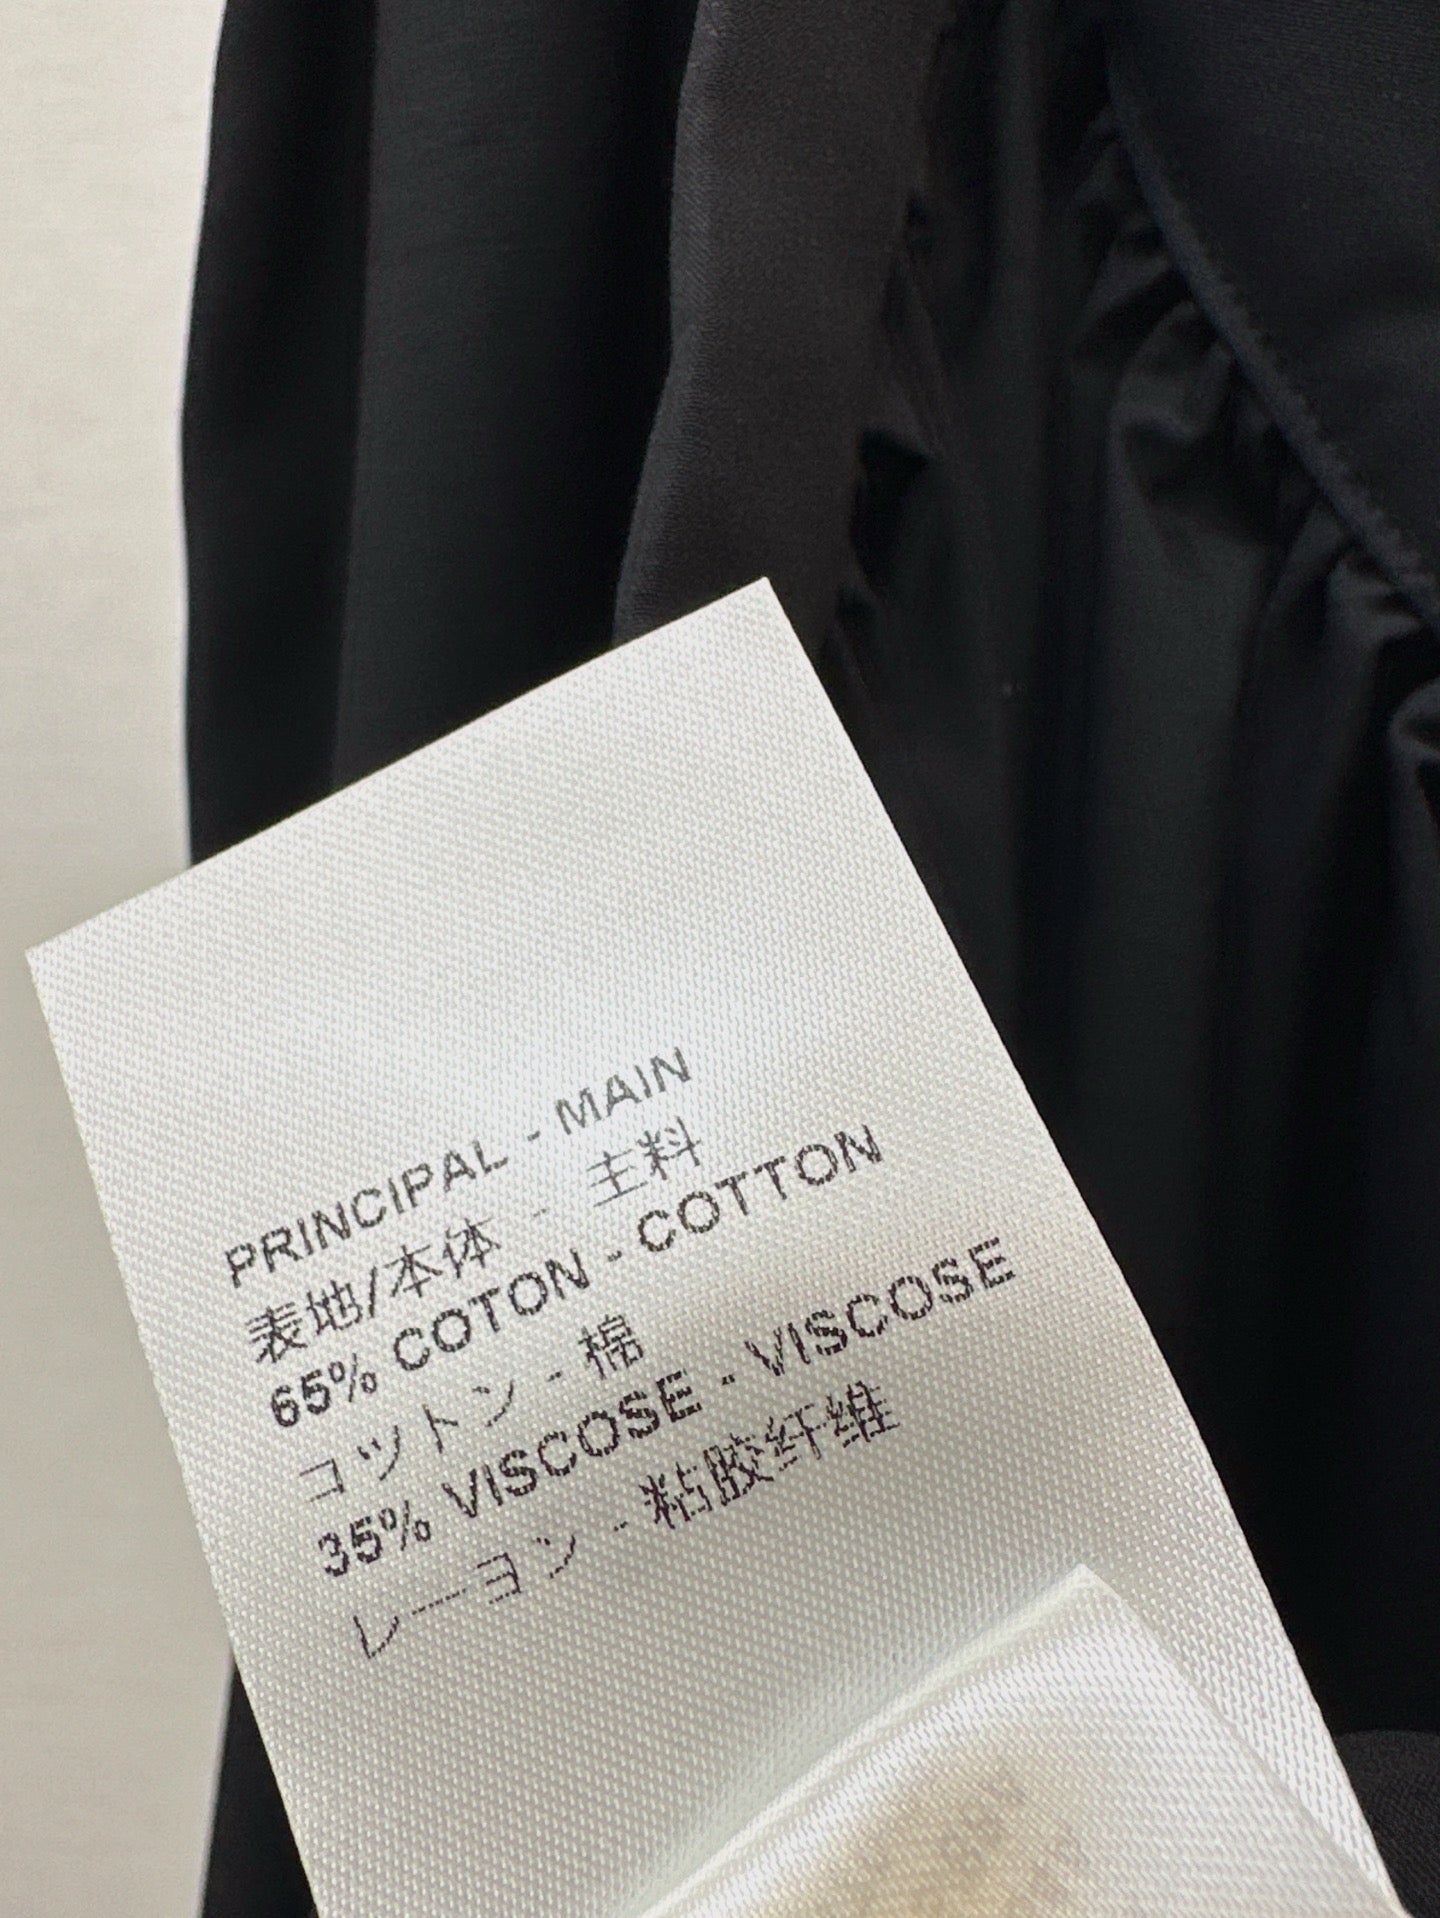 PRINCIPAL - MAIN
表地/本体 - 主料
65% COTON - COTTON
コットン - 棉
35% VISCOSE - VISCOSE
レーヨン - 粘胶纤维